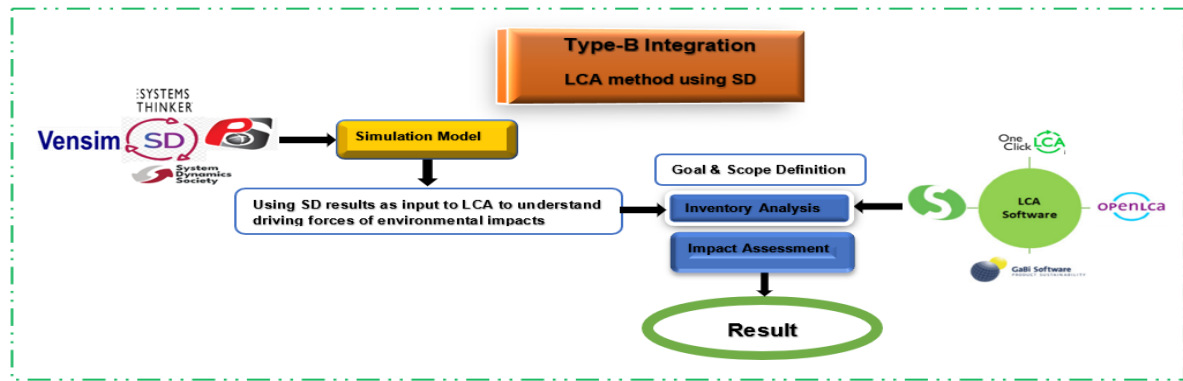 Type-B Integration
LCA method using SD
SYSTEMS
THINKER
Vensim
SD
System
Dynamics
Society
Simulation Model
Using SD results as input to LCA to understand
driving forces of environmental impacts
Goal & Scope Definition
Inventory Analysis
Impact Assessment
Result
One
Click LCA
LCA
Software
openLca
GaBi Software
PRODUCT SUSTAINABILITY